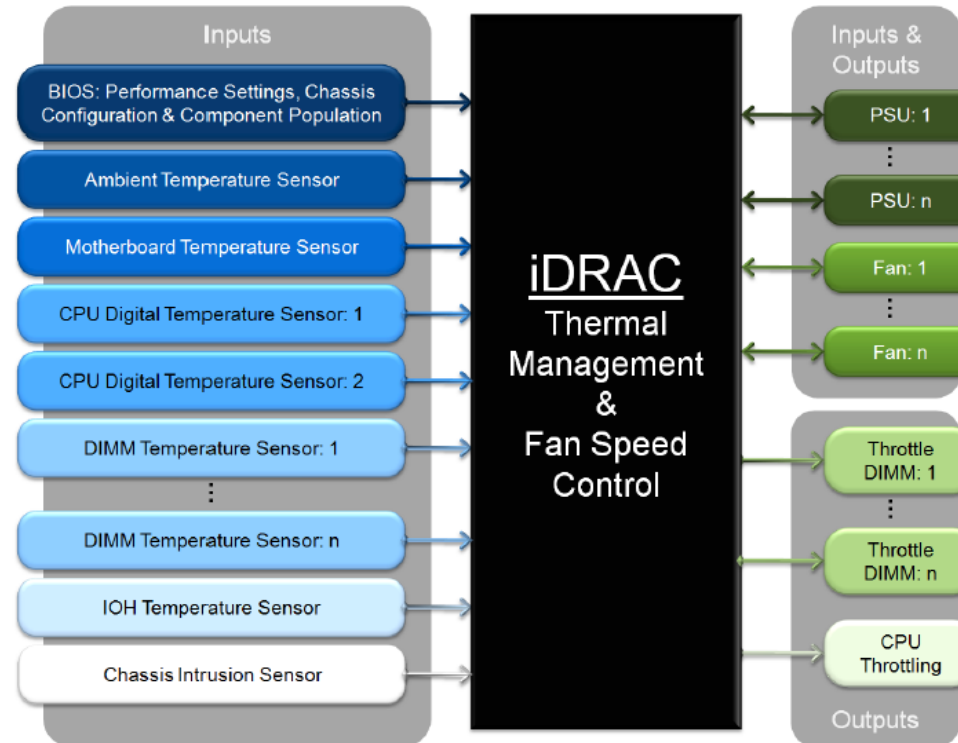 Inputs
BIOS: Performance Settings, Chassis
Configuration & Component Population
Ambient Temperature Sensor
Motherboard Temperature Sensor
CPU Digital Temperature Sensor: 1
CPU Digital Temperature Sensor: 2
DIMM Temperature Sensor: 1
DIMM Temperature Sensor: n
IOH Temperature Sensor
Chassis Intrusion Sensor
iDRAC
Thermal
Management
&
Fan Speed
Control
Inputs &
Outputs
PSU: 1
PSU: n
Fan: 1
Fan: n
Throttle
DIMM: 1
Throttle
DIMM: n
CPU
Throttling
Outputs